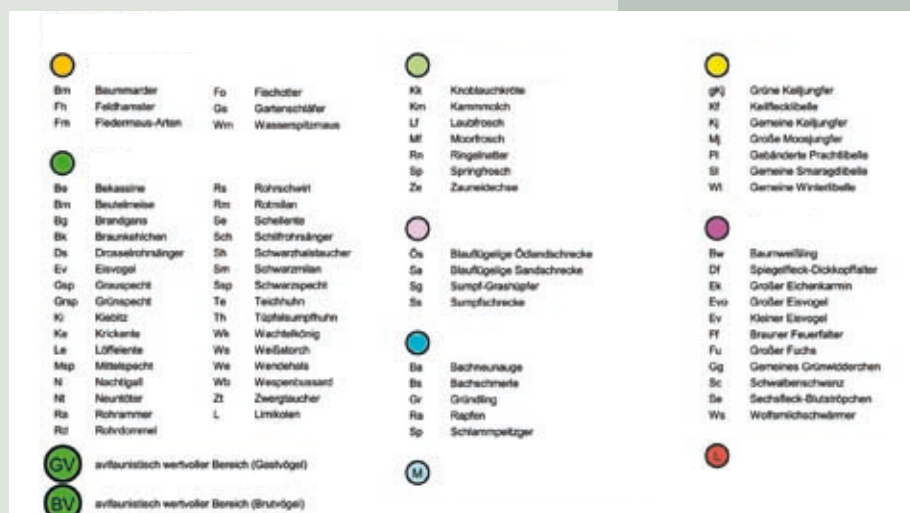 Bm Baummarder
Fh Feldhamster
Fm Fledermaus-Arten
Fo Fischotter
Gs Gartenschläfer
Wm Wasserspitzmaus
Be Bekassine
Bm Beutelmeise
Bg Brandgans
Bk Braunkehlchen
Ds Drosselrohrsänger
Ev Eisvogel
Gsp Grauspecht
Gnsp Grünspecht
Ki Kiebitz
Ke Krickente
Le Löffelente
Msp Mittelspecht
N Nachtigall
Nt Neuntöter
Ra Rohrammer
Rd Rohrdommel
Rs Rohrschwirl
Rm Rotmilan
Se Schellente
Sch Schilfrohrsänger
Sh Schwarzhalstaucher
Sm Schwarzmilan
Ssp Schwarzspecht
Te Teichhuhn
Th Tüpfelsumpfhuhn
Wk Wachtelkönig
Ws Weißstorch
We Wendehals
Wb Wespenbussard
Zt Zwergtaucher
L Limikolen
GV avifaunistisch wertvoller Bereich (Gastvögel)
BV avifaunistisch wertvoller Bereich (Brutvögel)
Kk Knoblauchkröte
Km Kammmolch
Lf Laubfrosch
Mf Moorfrosch
Rn Ringelnatter
Sp Springfrosch
Ze Zauneidechse
Ös Blauflügelige Ödlandschrecke
Sa Blauflügelige Sandschrecke
Sg Sumpf-Grashüpfer
Ss Sumpfschrecke
Ba Bachneunauge
Bs Bachschmerle
Gr Gründling
Ra Rapfen
Sp Schlammpeitzger
M
gKj Grüne Keiljungfer
Kf Keilflecklibelle
Kj Gemeine Keiljungfer
Mj Große Moosjungfer
Pl Gebänderte Prachtlibelle
Sl Gemeine Smaragdlibelle
Wl Gemeine Winterlibelle
Bw Baumweißling
Df Spiegelfleck-Dickkopffalter
Ek Großer Eichenkarmin
Evo Großer Eisvogel
Ev Kleiner Eisvogel
Ff Brauner Feuerfalter
Fu Großer Fuchs
Gg Gemeines Grünwidderchen
Sc Schwalbenschwanz
Se Sechsfleck-Blutströpchen
Ws Wolfsmilchschwärmer
L